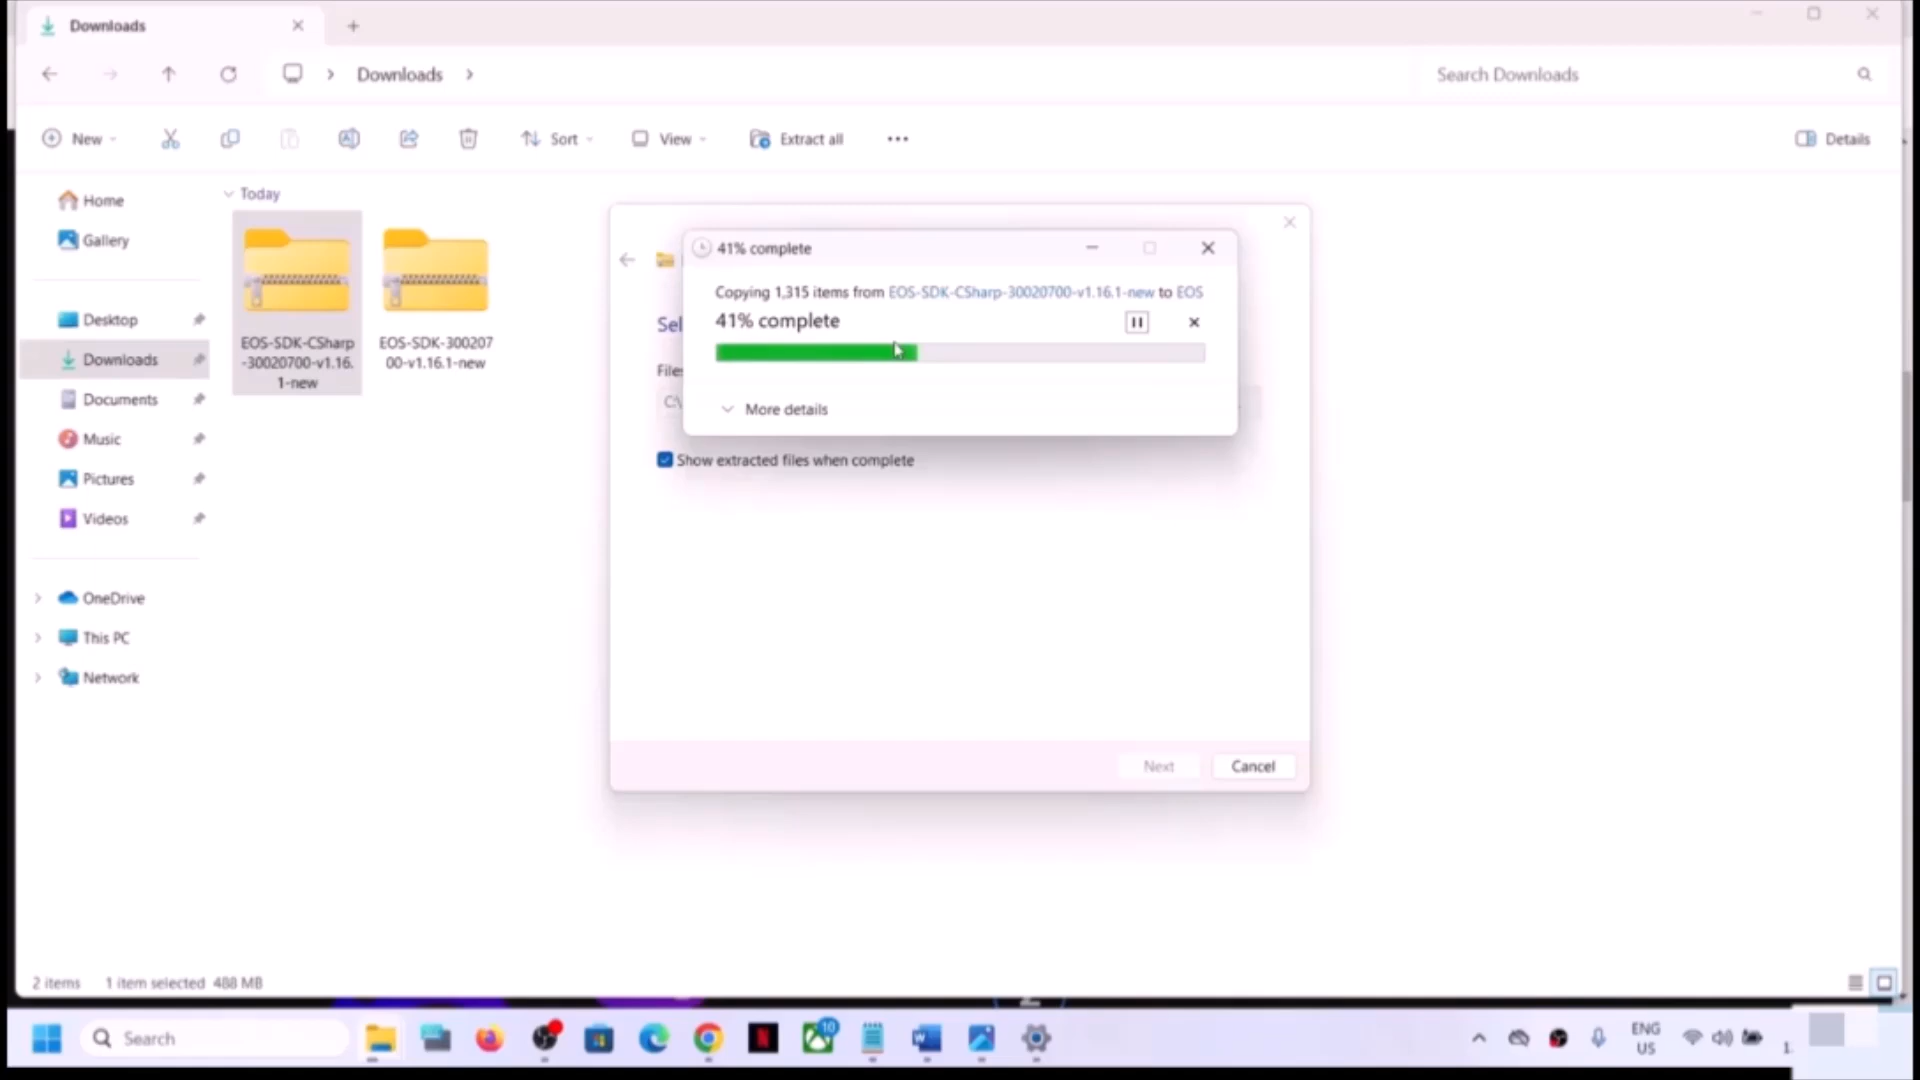 Downloads
Downloads
Search Downloads
New
Sort
View
Extract all
Details
Home
Gallery
Desktop
Downloads
Documents
Music
Pictures
Videos
OneDrive
This PC
Network
Today
EOS-SDK-CSharp
-30020700-v1.16.
1-new
EOS-SDK-300207
00-v1.16.1-new
41% complete
Copying 1,315 items from EOS-SDK-CSharp-30020700-v1.16.1-new to EOS
41% complete
More details
Sel
Files
C:\
Show extracted files when complete
Next
Cancel
2 items
1 item selected 488 MB
Search
10
ENG
US
1.